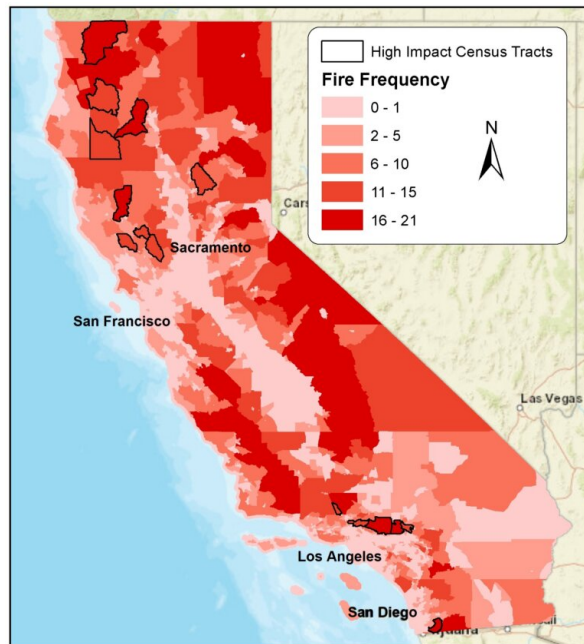 High Impact Census Tracts
Fire Frequency
0 - 1
2 - 5
6 - 10
11 - 15
16 - 21
N
Sacramento
San Francisco
Las Vegas
Los Angeles
San Diego